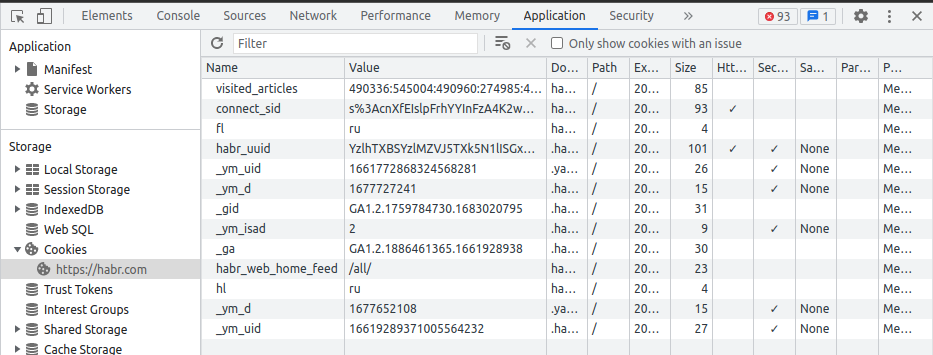 Elements Console Sources Network Performance Memory Application Security » 93 1
Application
Manifest
Service Workers
Storage
Storage
Local Storage
Session Storage
IndexedDB
Web SQL
Cookies
https://habr.com
Trust Tokens
Interest Groups
Shared Storage
Cache Storage
Filter Only show cookies with an issue
Name Value Do... Path Ex... Size Htt... Sec... Sa... Par... P...
visited_articles 490336:545004:490960:274985:4... ha... / 20... 85 Me...
connect_sid s%3AcnXfEIslpFrhYYInFzA4K2w... ha... / 20... 93 ✓ Me...
fl ru ha... / 20... 4 Me...
habr_uuid YzlhTXBSYzlMZVJ5TXk5N1lISGx... ha... / 20... 101 ✓ ✓ None Me...
_ym_uid 1661772868324568281 .ya... / 20... 26 ✓ None Me...
_ym_d 1677727241 .ha... / 20... 15 ✓ None Me...
_gid GA1.2.1759784730.1683020795 .ha... / 20... 31 Me...
_ym_isad 2 .ha... / 20... 9 ✓ None Me...
_ga GA1.2.1886461365.1661928938 .ha... / 20... 30 Me...
habr_web_home_feed /all/ ha... / 20... 23 Me...
hl ru ha... / 20... 4 Me...
_ym_d 1677652108 .ya... / 20... 15 ✓ None Me...
_ym_uid 16619289371005564232 .ha... / 20... 27 ✓ None Me...